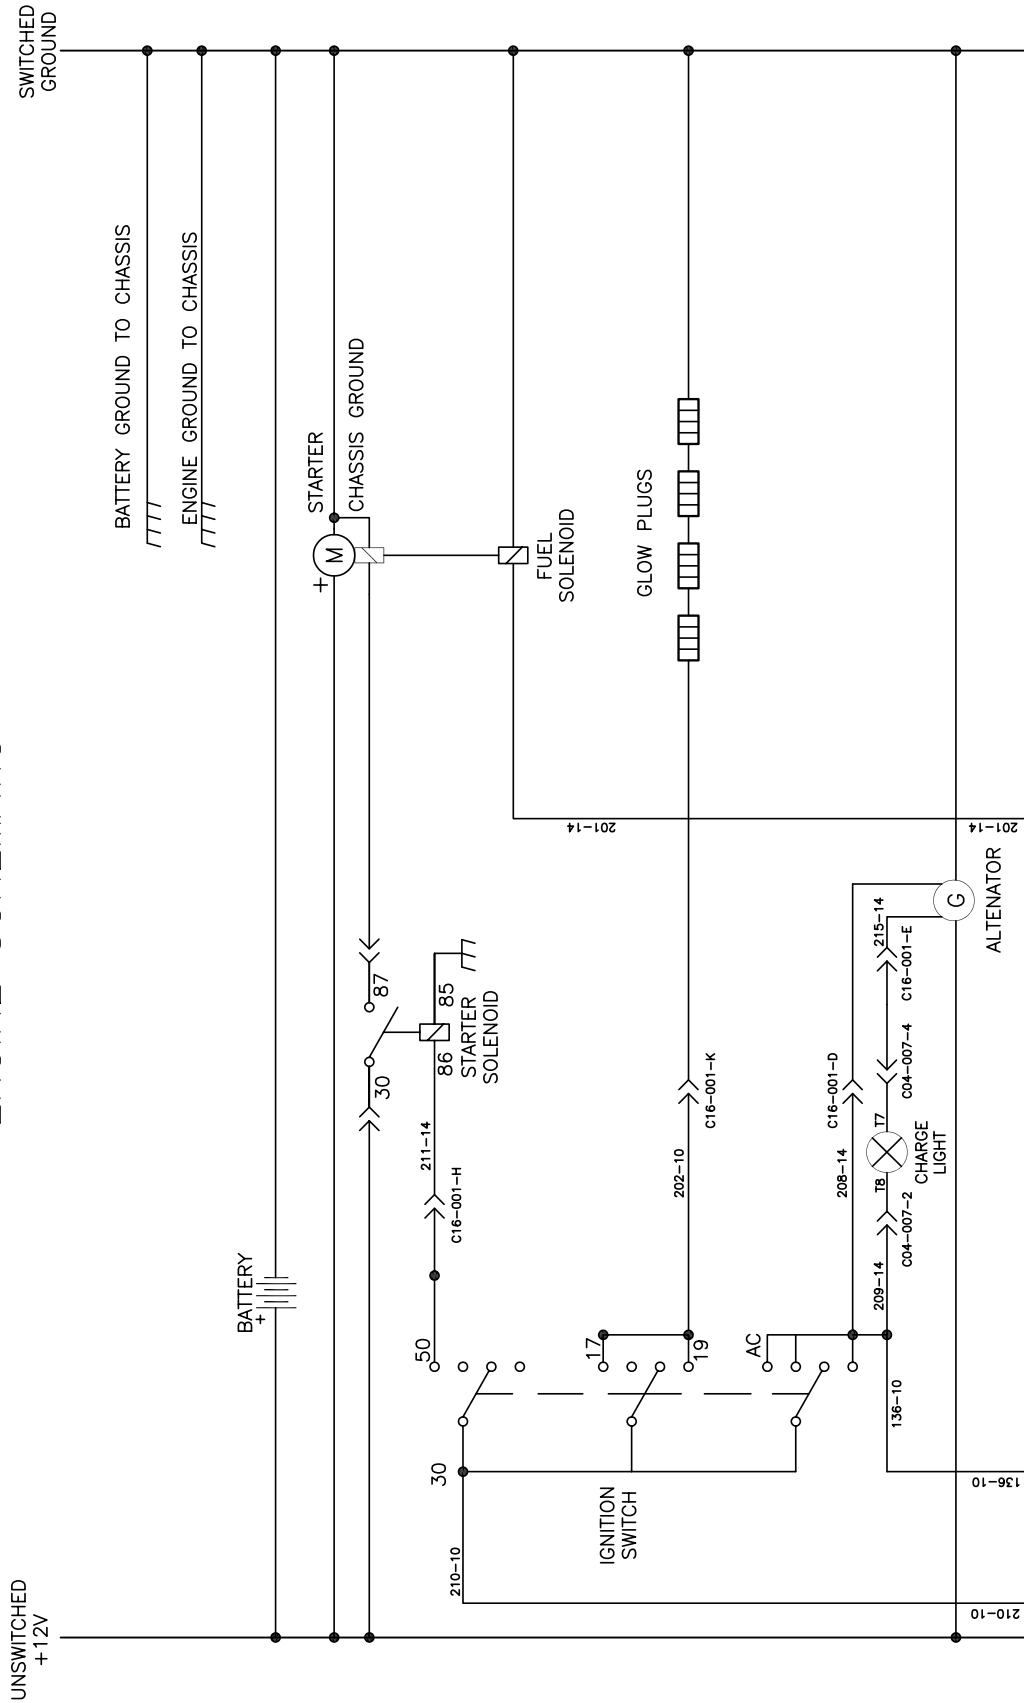 SWITCHED
GROUND
BATTERY GROUND TO CHASSIS
ENGINE GROUND TO CHASSIS
STARTER
CHASSIS GROUND
+
M
FUEL
SOLENOID
GLOW PLUGS
201-14
201-14
ALTENATOR
G
215-14
C16-001-E
C04-007-4
T7
CHARGE
LIGHT
T8
C04-007-2
209-14
208-14
C16-001-D
C16-001-K
202-10
87
30
85
86
STARTER
SOLENOID
211-14
C16-001-H
BATTERY
+
50
17
19
AC
30
IGNITION
SWITCH
136-10
136-10
210-10
210-10
UNSWITCHED
+12V